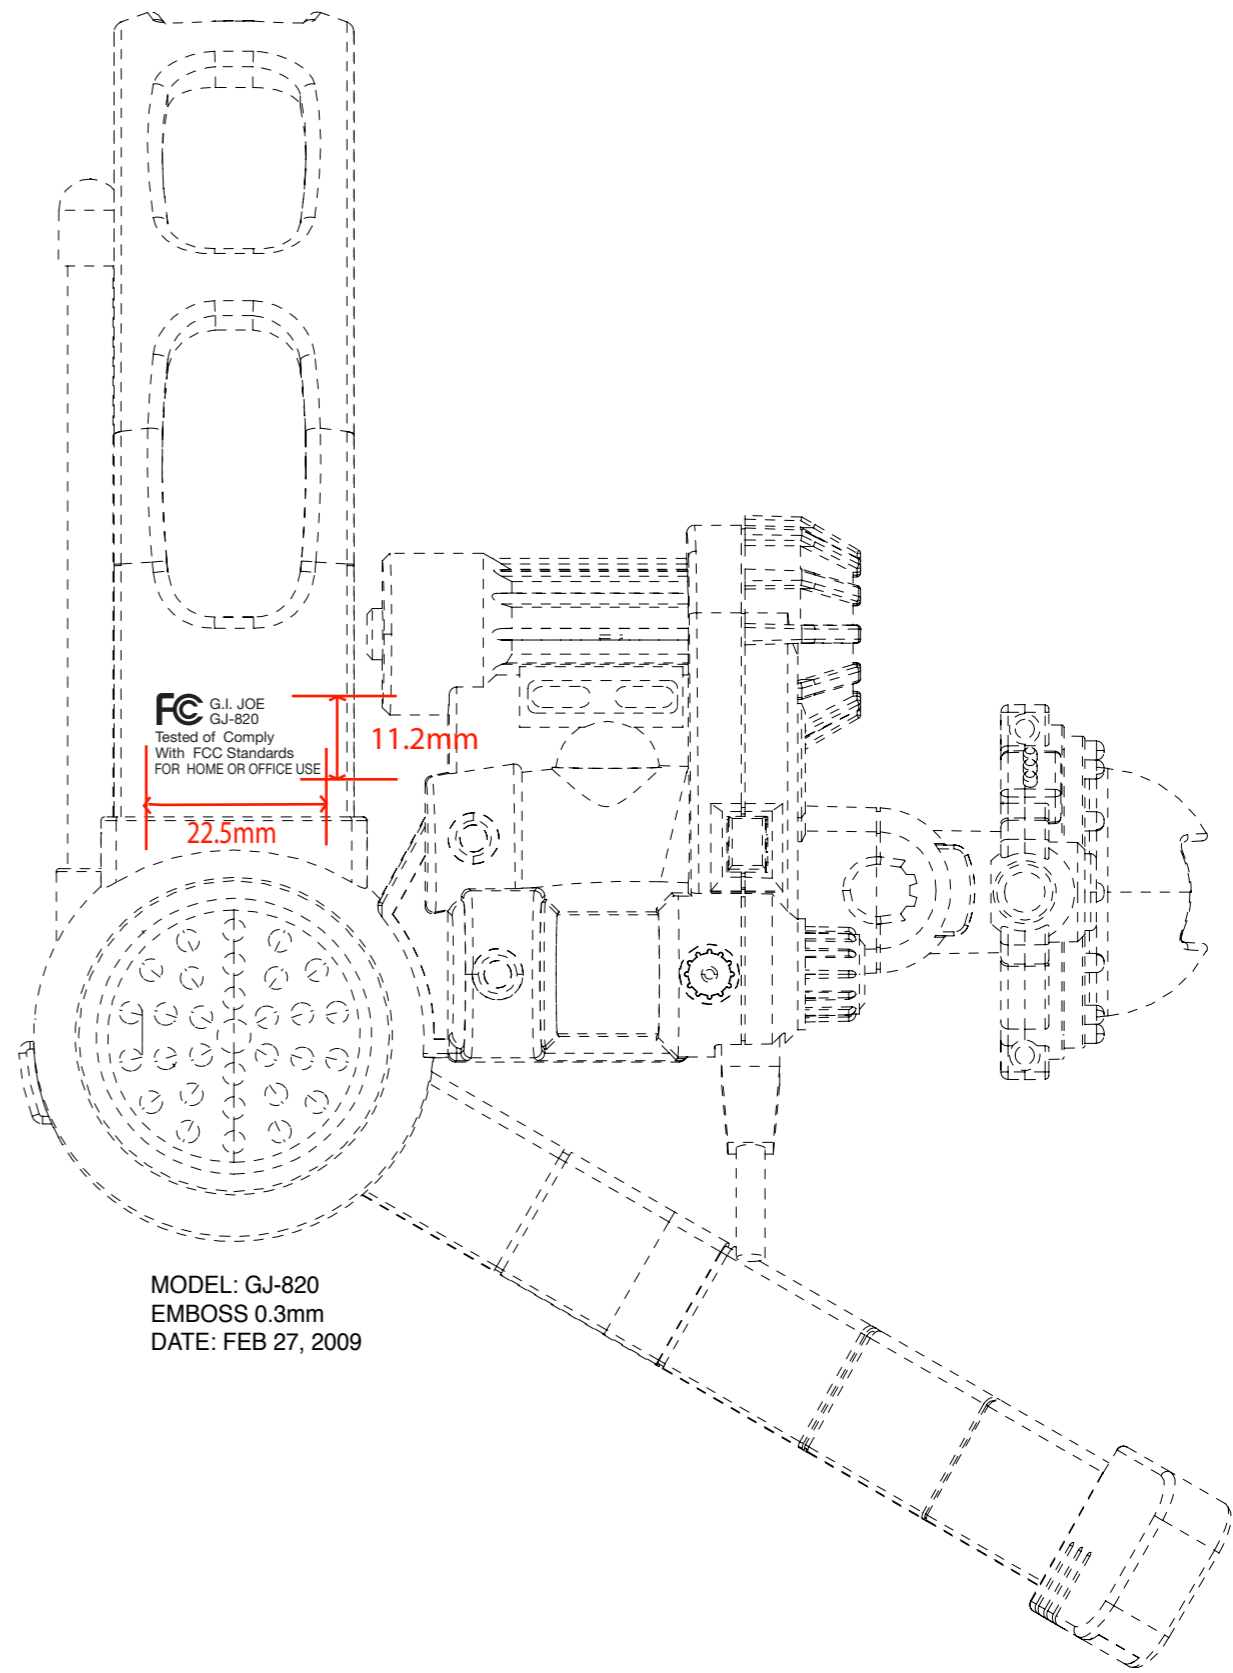 FC G.I. JOE
GJ-820
Tested of Comply
With FCC Standards
FOR HOME OR OFFICE USE
11.2mm
22.5mm
MODEL: GJ-820
EMBOSS 0.3mm
DATE: FEB 27, 2009